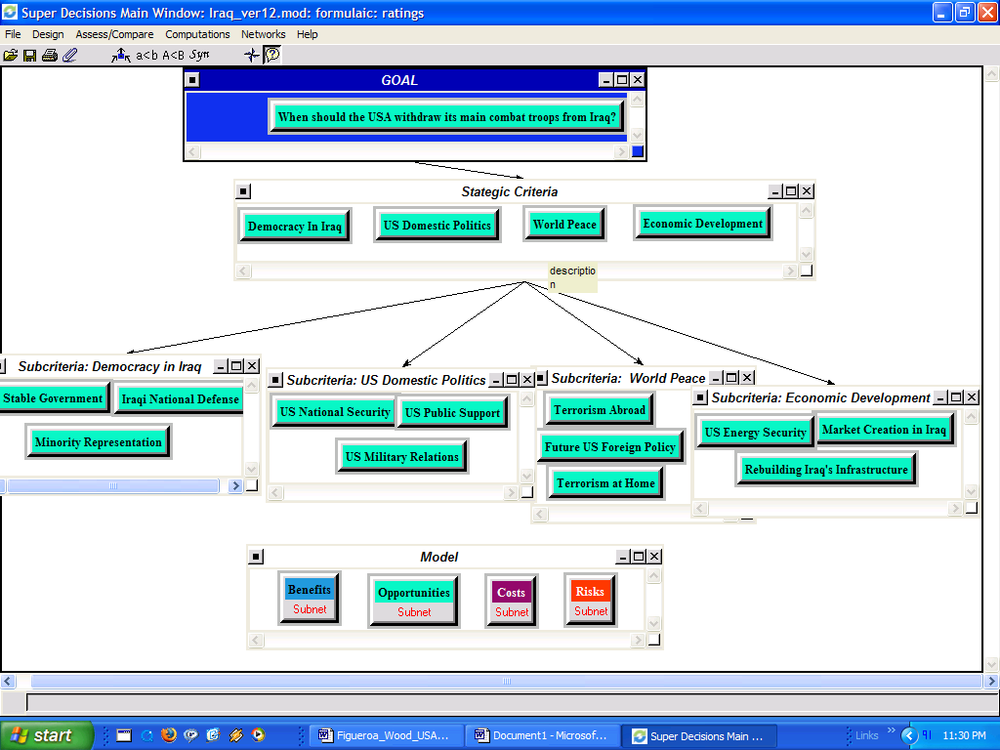 Super Decisions Main Window: Iraq_ver12.mod: formulaic: ratings
File Design Assess/Compare Computations Networks Help
a<b A<B Syn
GOAL
When should the USA withdraw its main combat troops from Iraq?
Stategic Criteria
Democracy In Iraq US Domestic Politics World Peace Economic Development
descriptio
n
Subcriteria: Democracy in Iraq
Stable Government Iraqi National Defense
Minority Representation
Subcriteria: US Domestic Politics
US National Security US Public Support
US Military Relations
Subcriteria: World Peace
Terrorism Abroad
Future US Foreign Policy
Terrorism at Home
Subcriteria: Economic Development
US Energy Security Market Creation in Iraq
Rebuilding Iraq's Infrastructure
Model
Benefits Opportunities Costs Risks
Subnet Subnet Subnet Subnet
start Figueroa_Wood_USA... Document1 - Microsof... Super Decisions Main ... Links » 11:30 PM